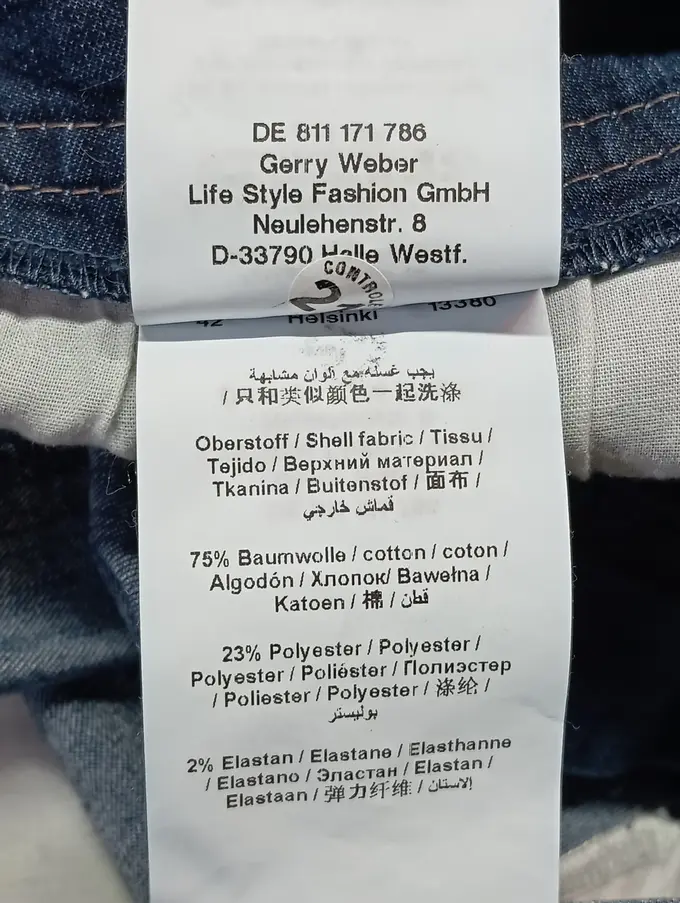 DE 811 171 786
Gerry Weber
Life Style Fashion GmbH
Neulehenstr. 8
D-33790 Halle Westf.
CONTROL
2
42 Helsinki 13380
يجب غسله مع ألوان مشابهة
/ 只和类似颜色一起洗涤
Oberstoff / Shell fabric / Tissu /
Tejido / Верхний материал /
Tkanina / Buitenstof / 面布 /
قماش خارجي
75% Baumwolle / cotton / coton /
Algodón / Хлопок/ Bawełna /
Katoen / 棉 / قطن
23% Polyester / Polyester /
Polyester / Poliéster / Полиэстер
/ Poliester / Polyester / 涤纶 /
بوليستر
2% Elastan / Elastane / Elasthanne
/ Elastano / Эластан / Elastan /
Elastaan / 弹力纤维 / إلاستان